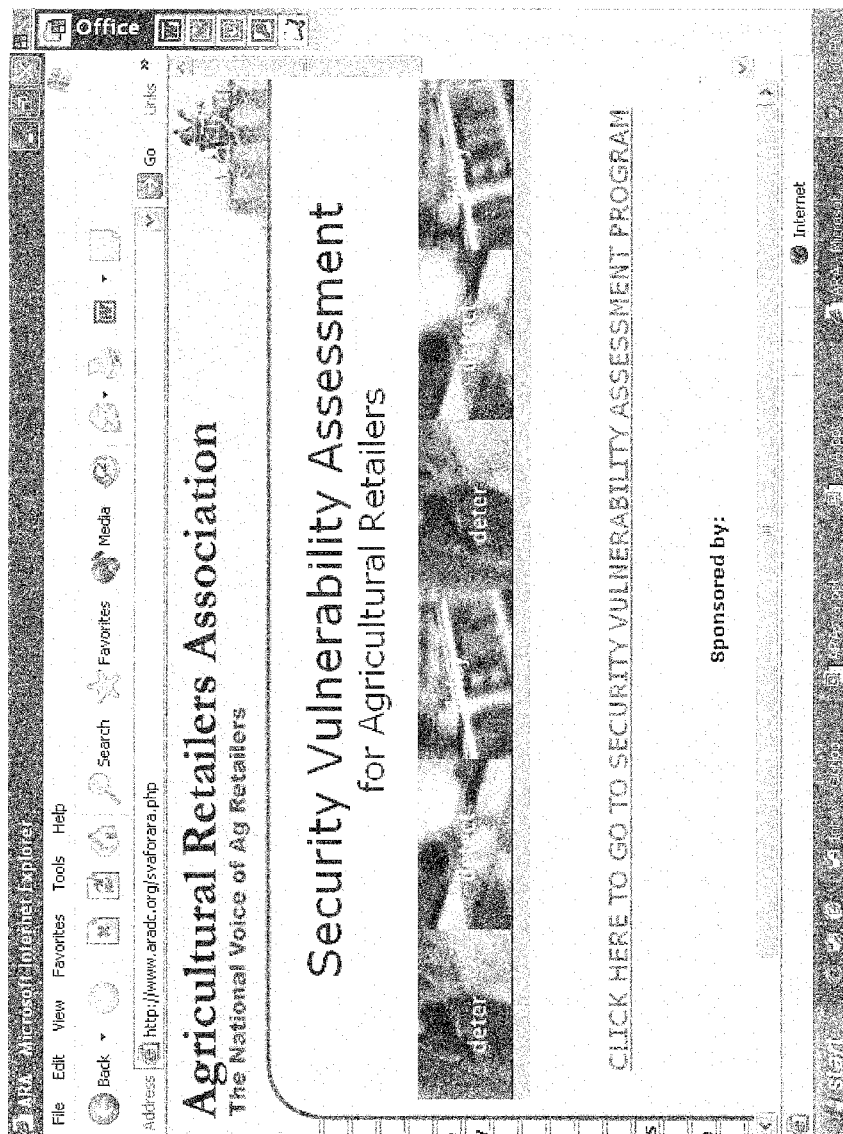 ARA - Microsoft Internet Explorer
File Edit View Favorites Tools Help
Back Search Favorites Media
Address http://www.aradc.org/svaforara.php Go Links »
Office
Agricultural Retailers Association
The National Voice of Ag Retailers
Security Vulnerability Assessment
for Agricultural Retailers
deter deter
CLICK HERE TO GO TO SECURITY VULNERABILITY ASSESSMENT PROGRAM
Sponsored by:
Internet
start